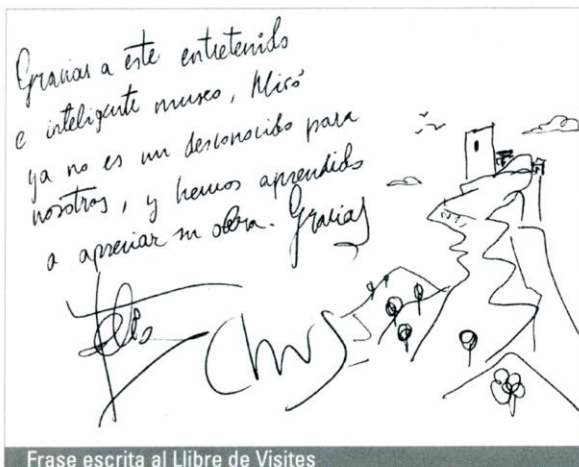 Gracias a este entretenido
e inteligente museo, Miró
ya no es un desconocido para
nosotros, y hemos aprendido
a apreciar su obra. Gracias
Chus
Frase escrita al Llibre de Visites